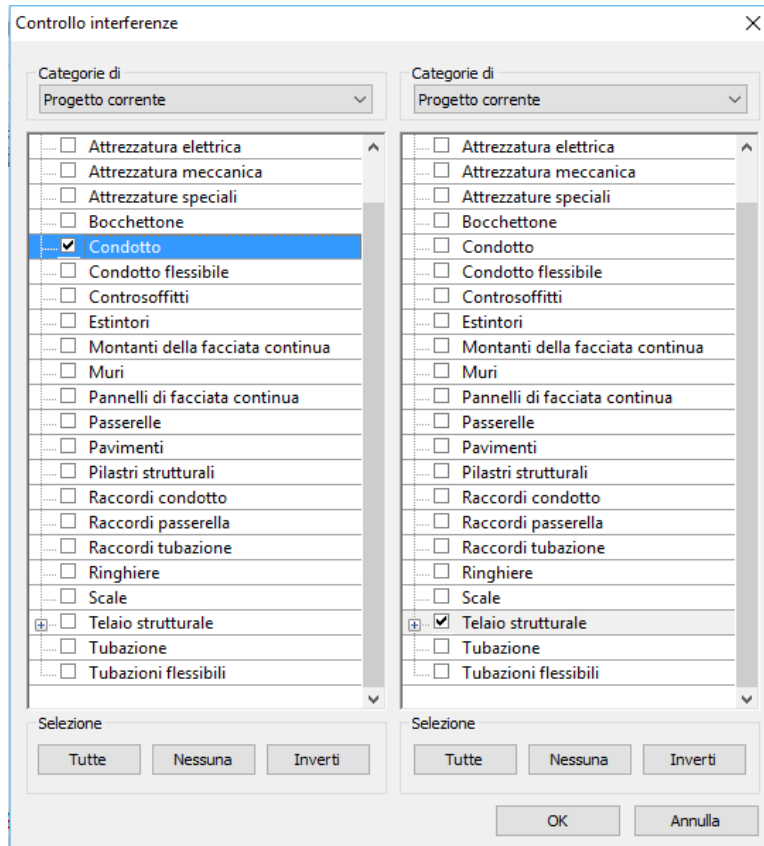 Controllo interferenze
Categorie di
Progetto corrente
Attrezzatura elettrica
Attrezzatura meccanica
Attrezzature speciali
Bocchettone
Condotto
Condotto flessibile
Controsoffitti
Estintori
Montanti della facciata continua
Muri
Pannelli di facciata continua
Passerelle
Pavimenti
Pilastri strutturali
Raccordi condotto
Raccordi passerella
Raccordi tubazione
Ringhiere
Scale
Telaio strutturale
Tubazione
Tubazioni flessibili
Selezione
Tutte Nessuna Inverti
Categorie di
Progetto corrente
Attrezzatura elettrica
Attrezzatura meccanica
Attrezzature speciali
Bocchettone
Condotto
Condotto flessibile
Controsoffitti
Estintori
Montanti della facciata continua
Muri
Pannelli di facciata continua
Passerelle
Pavimenti
Pilastri strutturali
Raccordi condotto
Raccordi passerella
Raccordi tubazione
Ringhiere
Scale
Telaio strutturale
Tubazione
Tubazioni flessibili
Selezione
Tutte Nessuna Inverti
OK Annulla